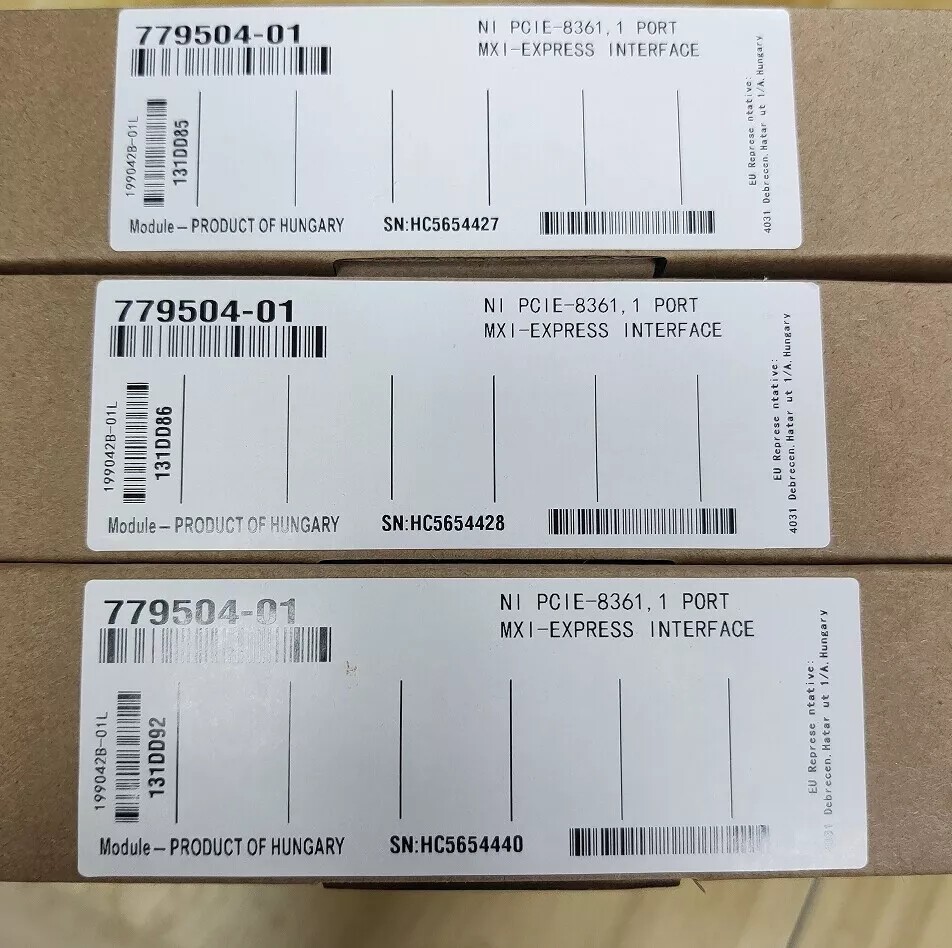 779504-01
NI PCIE-8361,1 PORT
MXI-EXPRESS INTERFACE
199042B-01L
131DD85
Module – PRODUCT OF HUNGARY
SN:HC5654427
EU Represe ntative:
4031 Debrecen.Hatar ut 1/A.Hungary
779504-01
NI PCIE-8361,1 PORT
MXI-EXPRESS INTERFACE
199042B-01L
131DD86
Module – PRODUCT OF HUNGARY
SN:HC5654428
EU Represe ntative:
4031 Debrecen.Hatar ut 1/A.Hungary
779504-01
NI PCIE-8361,1 PORT
MXI-EXPRESS INTERFACE
199042B-01L
131DD92
Module – PRODUCT OF HUNGARY
SN:HC5654440
EU Represe ntative:
4031 Debrecen.Hatar ut 1/A.Hungary